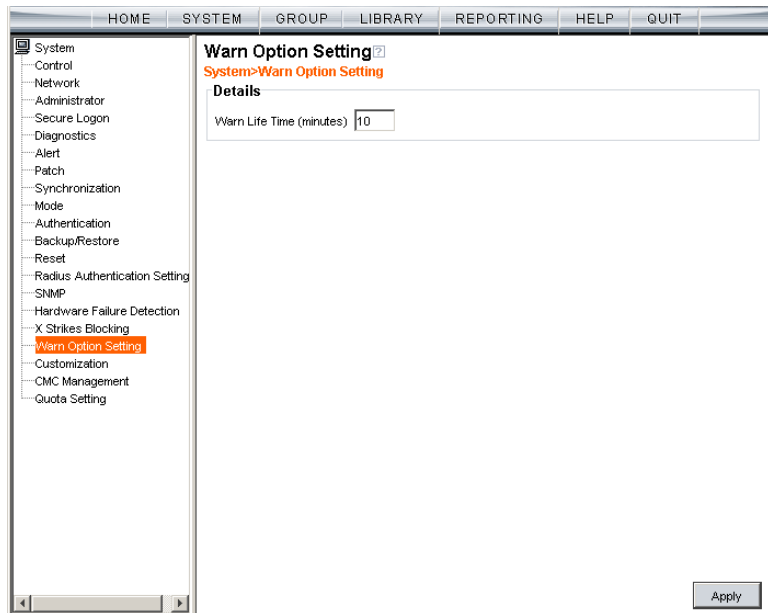 HOME SYSTEM GROUP LIBRARY REPORTING HELP QUIT
System
Control
Network
Administrator
Secure Logon
Diagnostics
Alert
Patch
Synchronization
Mode
Authentication
Backup/Restore
Reset
Radius Authentication Setting
SNMP
Hardware Failure Detection
X Strikes Blocking
Warn Option Setting
Customization
CMC Management
Quota Setting
Warn Option Setting ?
System>Warn Option Setting
Details
Warn Life Time (minutes) 10
Apply